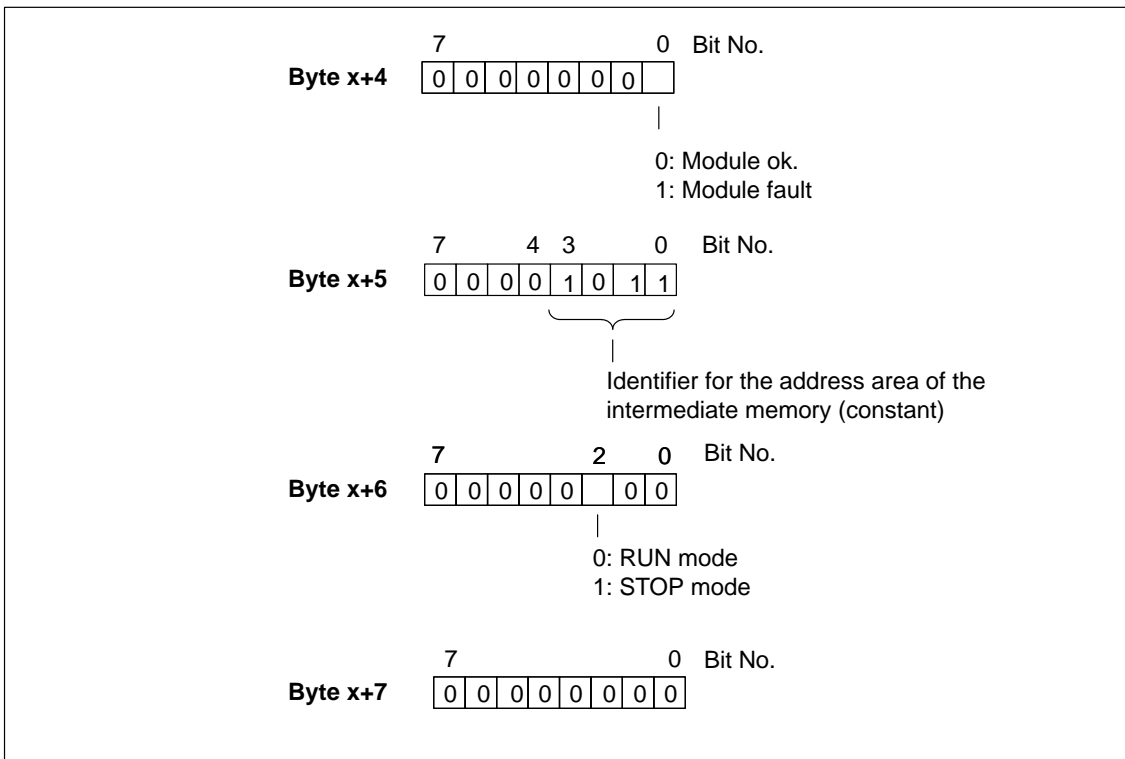 7 0 Bit No.
Byte x+4 0 0 0 0 0 0 0
0: Module ok.
1: Module fault
7 4 3 0 Bit No.
Byte x+5 0 0 0 0 1 0 1 1
Identifier for the address area of the
intermediate memory (constant)
7 2 0 Bit No.
Byte x+6 0 0 0 0 0 0 0
0: RUN mode
1: STOP mode
7 0 Bit No.
Byte x+7 0 0 0 0 0 0 0 0